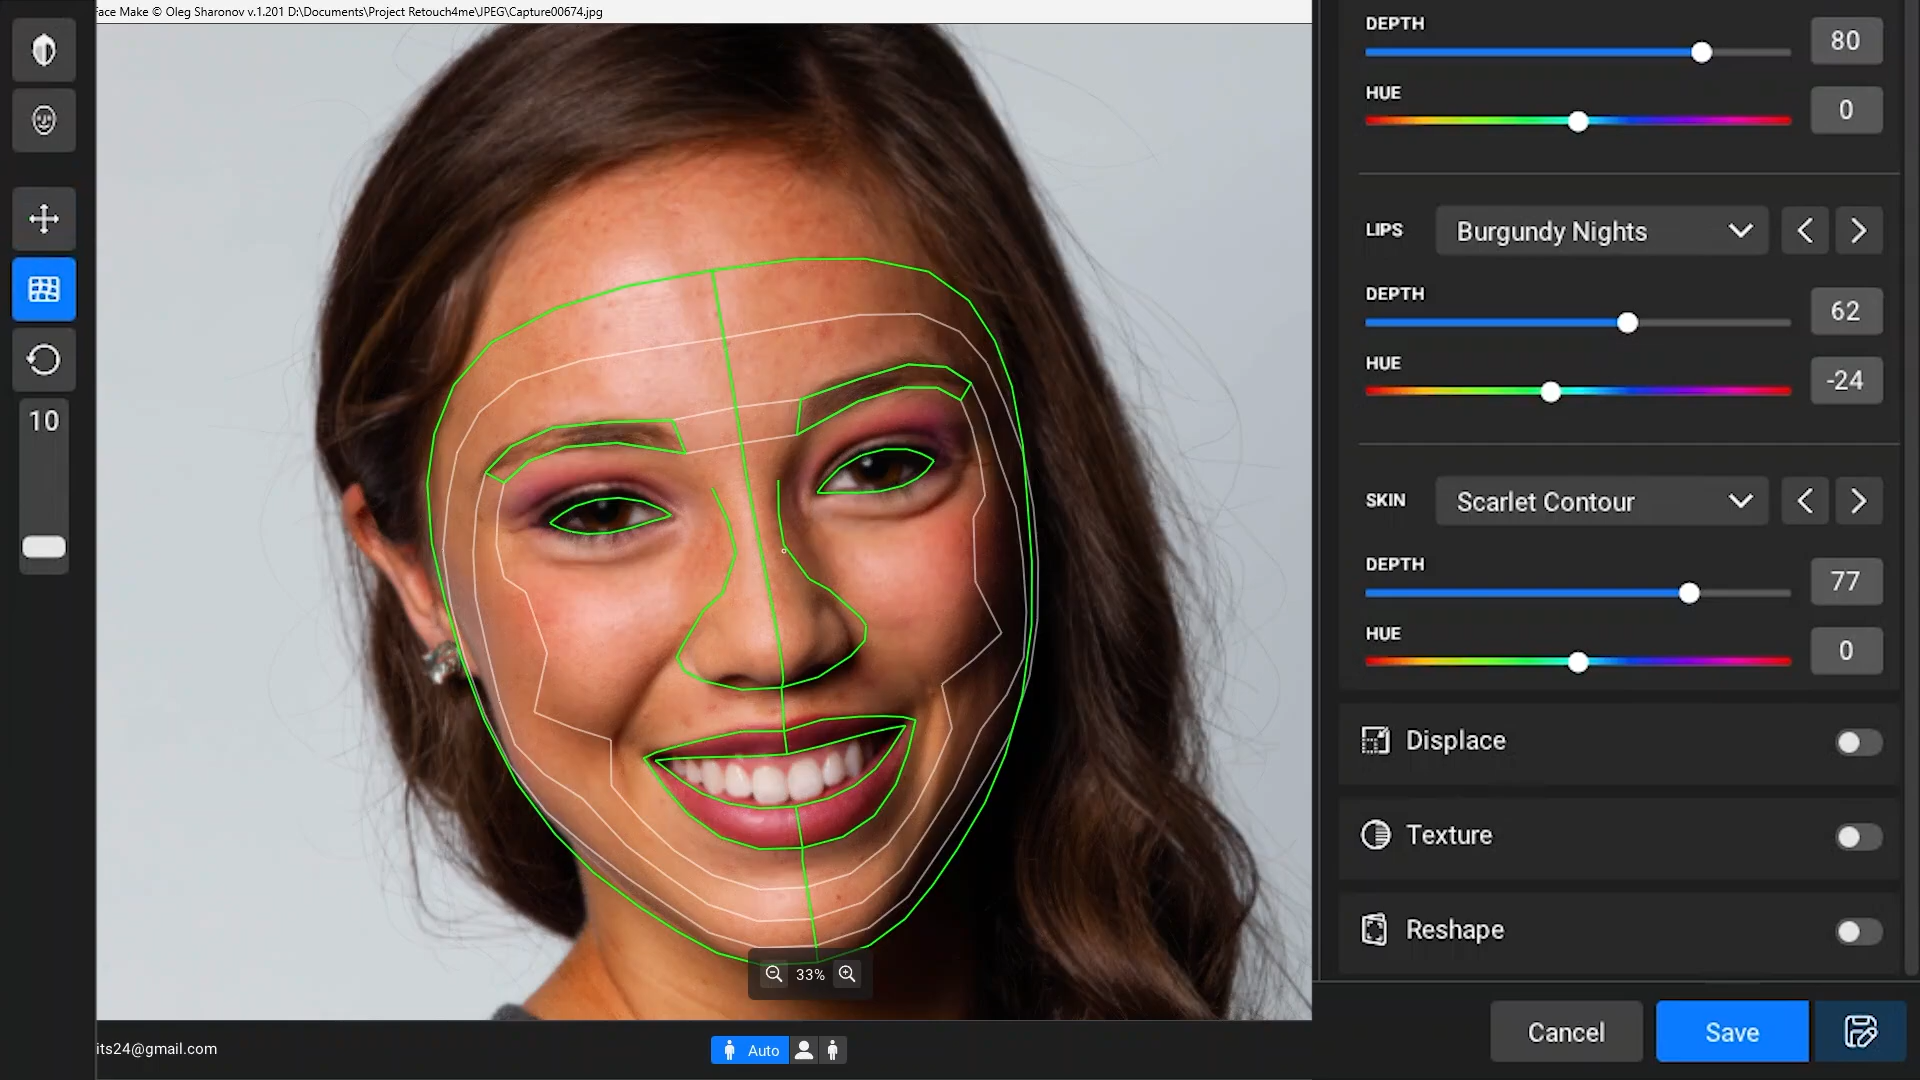 Face Make © Oleg Sharonov v.1.201 D:\Documents\Project Retouch4me\JPEG\Capture00674.jpg
10
DEPTH
80
HUE
0
LIPS
Burgundy Nights
DEPTH
62
HUE
-24
SKIN
Scarlet Contour
DEPTH
77
HUE
0
Displace
Texture
Reshape
33%
Cancel
Save
its24@gmail.com
Auto